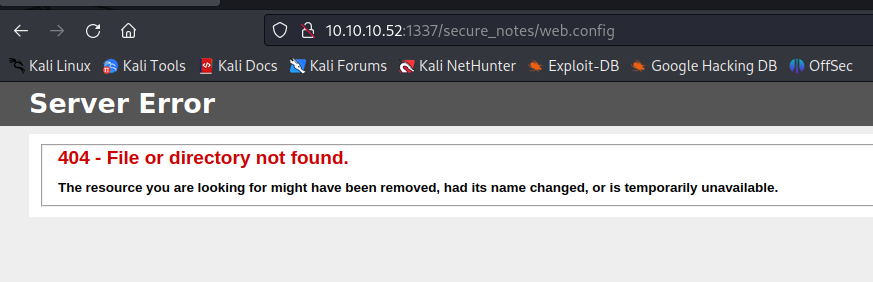 10.10.10.52:1337/secure_notes/web.config
Kali Linux Kali Tools Kali Docs Kali Forums Kali NetHunter Exploit-DB Google Hacking DB OffSec
Server Error
404 - File or directory not found.
The resource you are looking for might have been removed, had its name changed, or is temporarily unavailable.